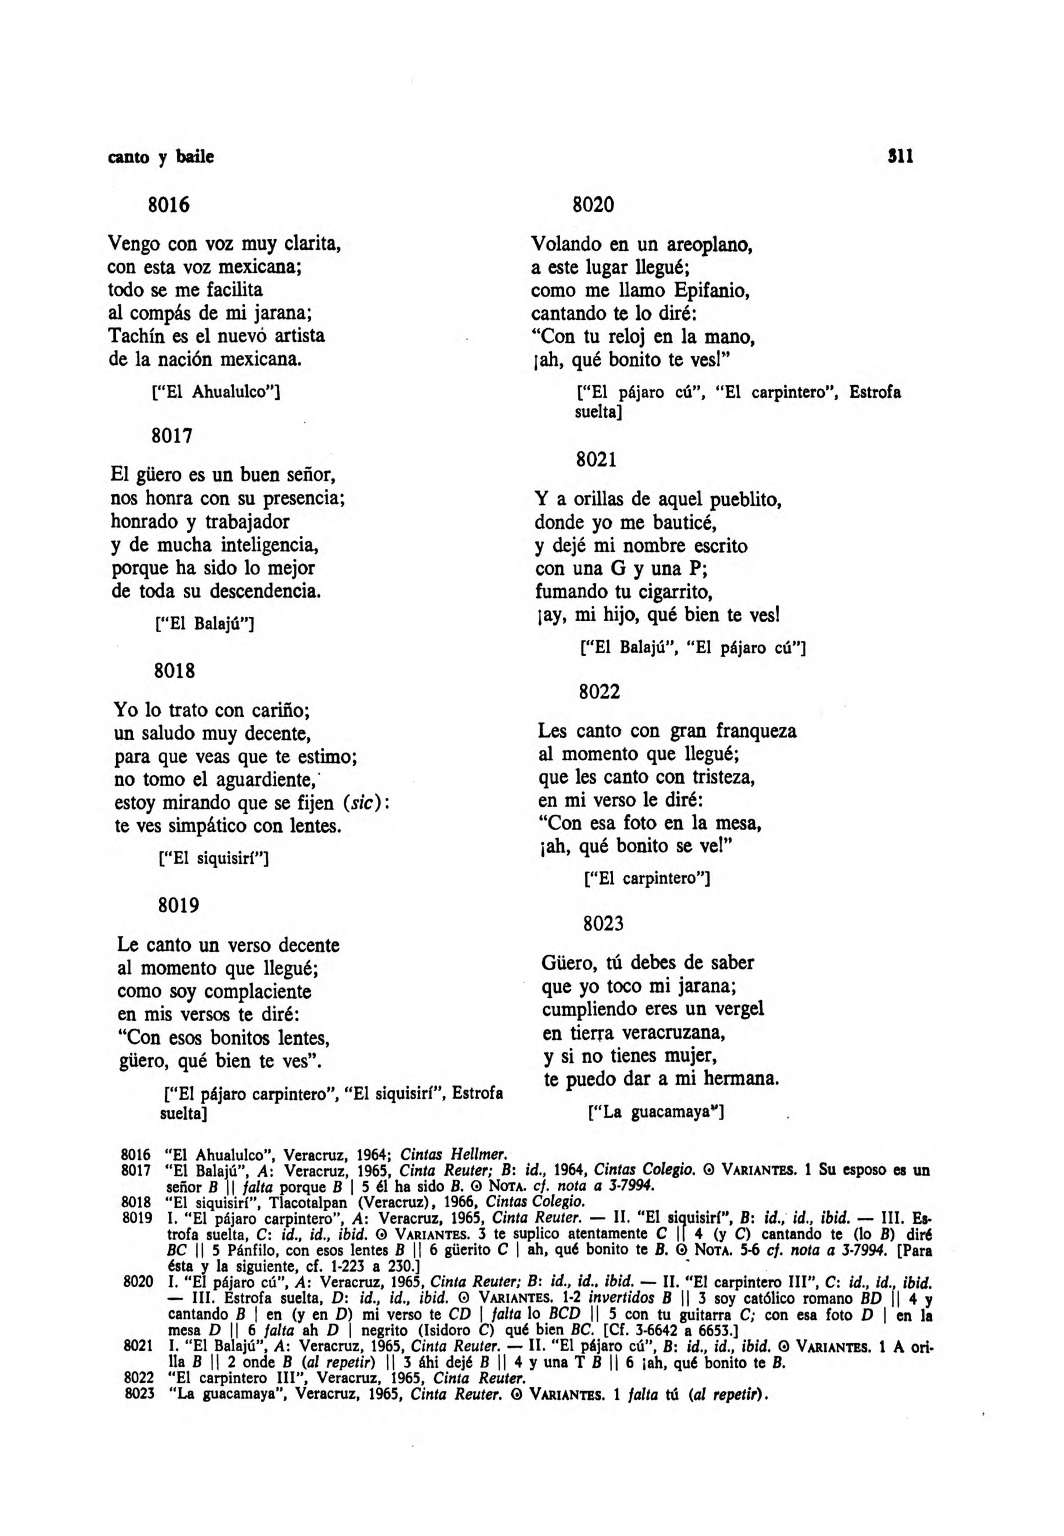 canto y baile 311
8016
Vengo con voz muy clarita,
con esta voz mexicana;
todo se me facilita
al compás de mi jarana;
Tachín es el nuevo artista
de la nación mexicana.
["El Ahualulco"]
8017
El güero es un buen señor,
nos honra con su presencia;
honrado y trabajador
y de mucha inteligencia,
porque ha sido lo mejor
de toda su descendencia.
["El Balajú"]
8018
Yo lo trato con cariño;
un saludo muy decente,
para que veas que te estimo;
no tomo el aguardiente,
estoy mirando que se fijen (sic):
te ves simpático con lentes.
["El siquisirí"]
8019
Le canto un verso decente
al momento que llegué;
como soy complaciente
en mis versos te diré:
"Con esos bonitos lentes,
güero, qué bien te ves".
["El pájaro carpintero", "El siquisirí", Estrofa
suelta]
8020
Volando en un areoplano,
a este lugar llegué;
como me llamo Epifanio,
cantando te lo diré:
"Con tu reloj en la mano,
¡ah, qué bonito te ves!"
["El pájaro cú", "El carpintero", Estrofa
suelta]
8021
Y a orillas de aquel pueblito,
donde yo me bauticé,
y dejé mi nombre escrito
con una G y una P;
fumando tu cigarrito,
¡ay, mi hijo, qué bien te ves!
["El Balajú", "El pájaro cú"]
8022
Les canto con gran franqueza
al momento que llegué;
que les canto con tristeza,
en mi verso le diré:
"Con esa foto en la mesa,
¡ah, qué bonito se ve!"
["El carpintero"]
8023
Güero, tú debes de saber
que yo toco mi jarana;
cumpliendo eres un vergel
en tierra veracruzana,
y si no tienes mujer,
te puedo dar a mi hermana.
["La guacamaya"]
8016 "El Ahualulco", Veracruz, 1964; Cintas Hellmer.
8017 "El Balajú", A: Veracruz, 1965, Cinta Reuter; B: id., 1964, Cintas Colegio. ⊙ VARIANTES. 1 Su esposo es un
señor B || falta porque B | 5 él ha sido B. ⊙ NOTA. cf. nota a 3-7994.
8018 "El siquisirí", Tlacotalpan (Veracruz), 1966, Cintas Colegio.
8019 I. "El pájaro carpintero", A: Veracruz, 1965, Cinta Reuter. — II. "El siquisirí", B: id., id., ibid. — III. Es-
trofa suelta, C: id., id., ibid. ⊙ VARIANTES. 3 te suplico atentamente C || 4 (y C) cantando te (lo B) diré
BC || 5 Pánfilo, con esos lentes B || 6 güerito C | ah, qué bonito te B. ⊙ NOTA. 5-6 cf. nota a 3-7994. [Para
ésta y la siguiente, cf. 1-223 a 230.]
8020 I. "El pájaro cú", A: Veracruz, 1965, Cinta Reuter; B: id., id., ibid. — II. "El carpintero III", C: id., id., ibid.
— III. Estrofa suelta, D: id., id., ibid. ⊙ VARIANTES. 1-2 invertidos B || 3 soy católico romano BD || 4 y
cantando B | en (y en D) mi verso te CD | falta lo BCD || 5 con tu guitarra C; con esa foto D | en la
mesa D || 6 falta ah D | negrito (Isidoro C) qué bien BC. [Cf. 3-6642 a 6653.]
8021 I. "El Balajú", A: Veracruz, 1965, Cinta Reuter. — II. "El pájaro cú", B: id., id., ibid. ⊙ VARIANTES. 1 A ori-
lla B || 2 onde B (al repetir) || 3 áhi dejé B || 4 y una T B || 6 ¡ah, qué bonito te B.
8022 "El carpintero III", Veracruz, 1965, Cinta Reuter.
8023 "La guacamaya", Veracruz, 1965, Cinta Reuter. ⊙ VARIANTES. 1 falta tú (al repetir).